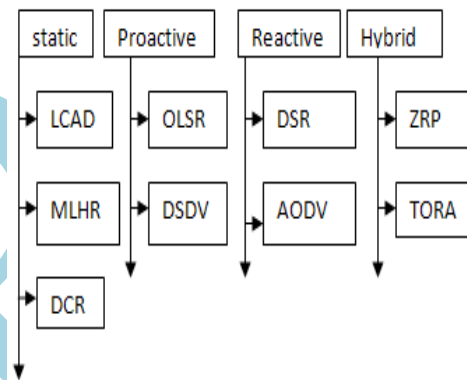 static Proactive Reactive Hybrid
LCAD OLSR DSR ZRP
MLHR DSDV AODV TORA
DCR